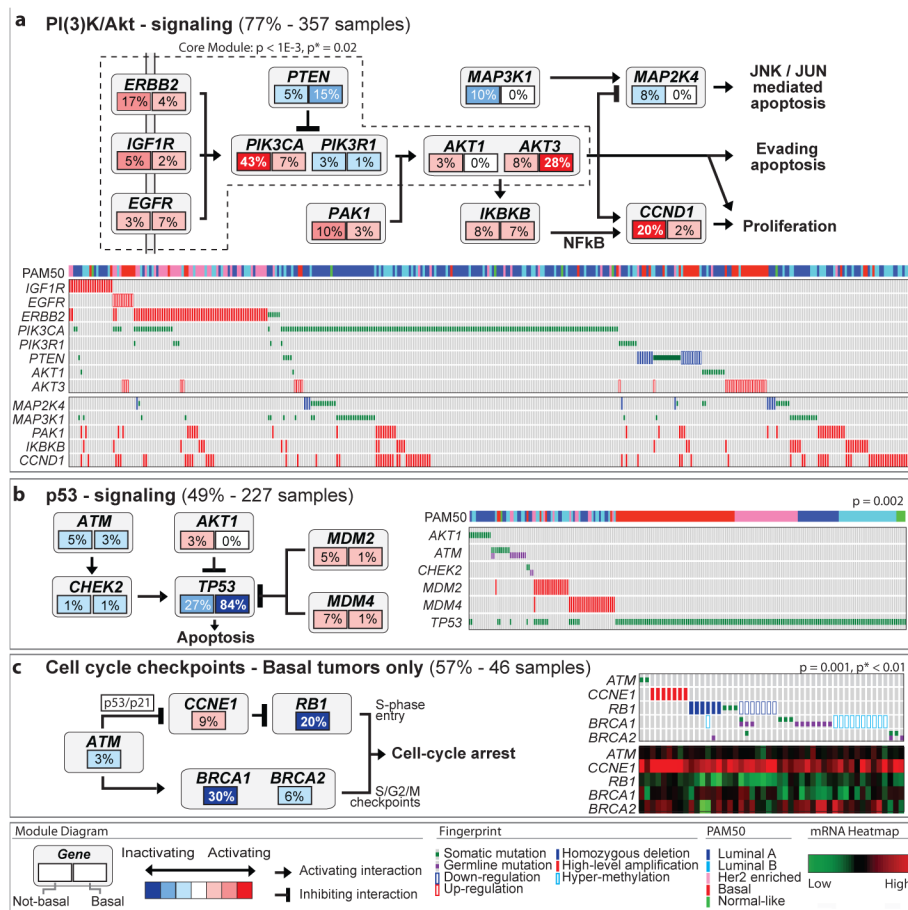 a PI(3)K/Akt - signaling (77% - 357 samples)
Core Module: p < 1E-3, p* = 0.02
ERBB2
17% 4%
PTEN
5% 15%
MAP3K1
10% 0%
MAP2K4
8% 0%
JNK / JUN
mediated
apoptosis
IGF1R
5% 2%
PIK3CA PIK3R1
43% 7% 3% 1%
AKT1 AKT3
3% 0% 8% 28%
Evading
apoptosis
EGFR
3% 7%
PAK1
10% 3%
IKBKB
8% 7%
NFkB
CCND1
20% 2%
Proliferation
PAM50
IGF1R
EGFR
ERBB2
PIK3CA
PIK3R1
PTEN
AKT1
AKT3
MAP2K4
MAP3K1
PAK1
IKBKB
CCND1
b p53 - signaling (49% - 227 samples)
p = 0.002
ATM
5% 3%
AKT1
3% 0%
MDM2
5% 1%
CHEK2
1% 1%
TP53
27% 84%
MDM4
7% 1%
Apoptosis
PAM50
AKT1
ATM
CHEK2
MDM2
MDM4
TP53
c Cell cycle checkpoints - Basal tumors only (57% - 46 samples)
p = 0.001, p* < 0.01
p53/p21
CCNE1
9%
RB1
20%
S-phase
entry
ATM
3%
Cell-cycle arrest
BRCA1 BRCA2
30% 6%
S/G2/M
checkpoints
ATM
CCNE1
RB1
BRCA1
BRCA2
ATM
CCNE1
RB1
BRCA1
BRCA2
Module Diagram
Gene
Not-basal Basal
Inactivating Activating
Activating interaction
Inhibiting interaction
Fingerprint
Somatic mutation
Germline mutation
Down-regulation
Up-regulation
Homozygous deletion
High-level amplification
Hyper-methylation
PAM50
Luminal A
Luminal B
Her2 enriched
Basal
Normal-like
mRNA Heatmap
Low High